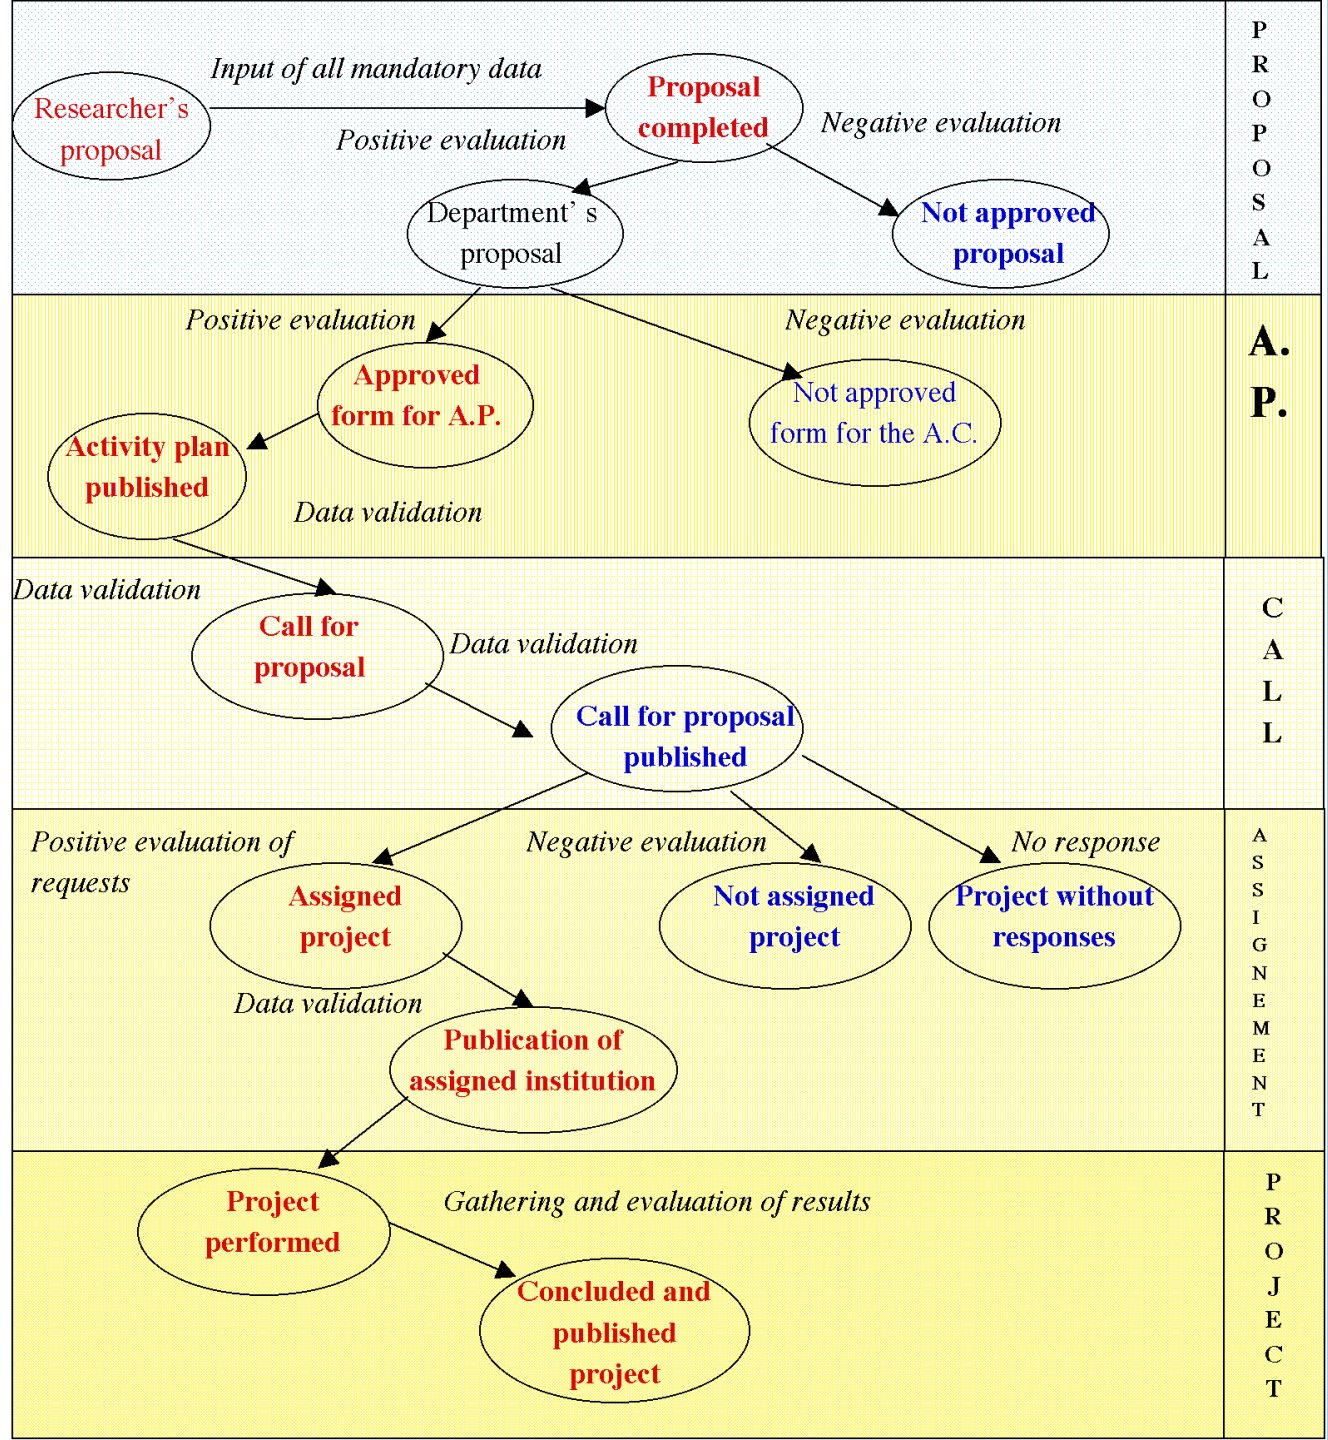 Input of all mandatory data
Researcher's
proposal
Proposal
completed
Positive evaluation
Negative evaluation
Department' s
proposal
Not approved
proposal
P
R
O
P
O
S
A
L
Positive evaluation
Negative evaluation
Approved
form for A.P.
Not approved
form for the A.C.
Activity plan
published
Data validation
A.
P.
Data validation
Call for
proposal
Data validation
Call for proposal
published
C
A
L
L
Positive evaluation of
requests
Negative evaluation
No response
Assigned
project
Not assigned
project
Project without
responses
Data validation
Publication of
assigned institution
A
S
S
I
G
N
E
M
E
N
T
Project
performed
Gathering and evaluation of results
Concluded and
published
project
P
R
O
J
E
C
T